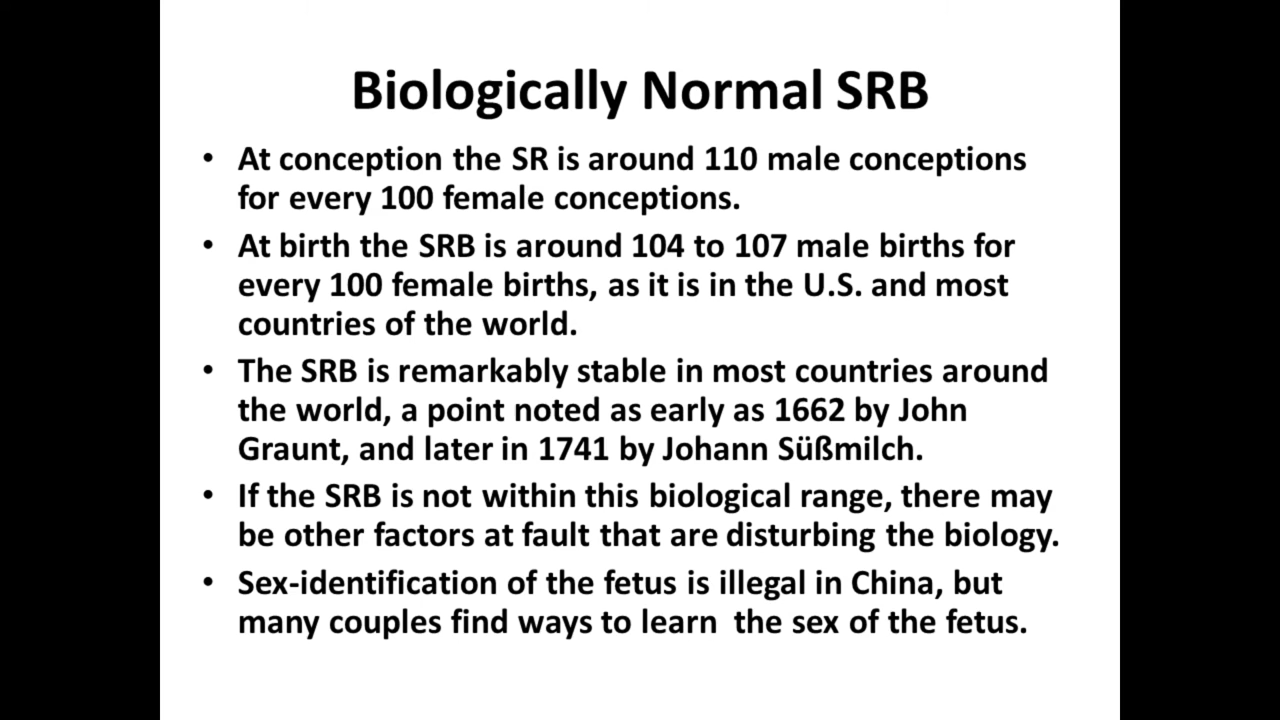 Biologically Normal SRB
• At conception the SR is around 110 male conceptions
for every 100 female conceptions.
• At birth the SRB is around 104 to 107 male births for
every 100 female births, as it is in the U.S. and most
countries of the world.
• The SRB is remarkably stable in most countries around
the world, a point noted as early as 1662 by John
Graunt, and later in 1741 by Johann Süßmilch.
• If the SRB is not within this biological range, there may
be other factors at fault that are disturbing the biology.
• Sex-identification of the fetus is illegal in China, but
many couples find ways to learn  the sex of the fetus.